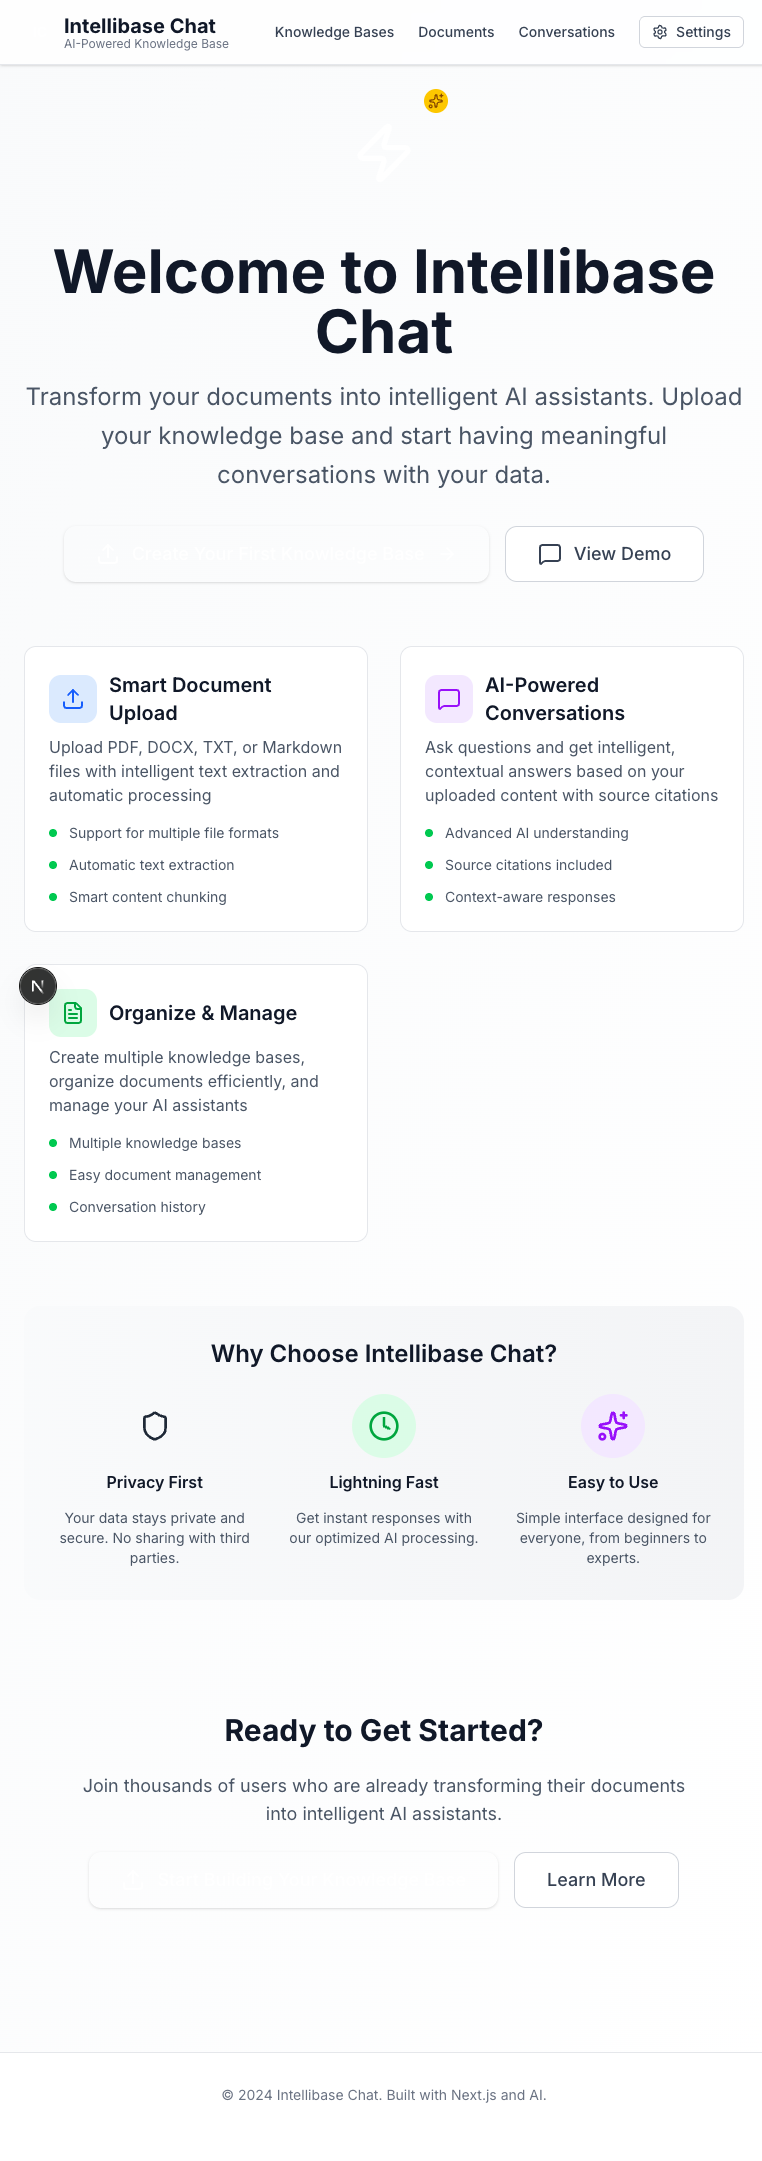 Intellibase Chat
AI-Powered Knowledge Base
Knowledge Bases
Documents
Conversations
Settings
Welcome to Intellibase
Chat
Transform your documents into intelligent AI assistants. Upload
your knowledge base and start having meaningful
conversations with your data.
Create Your First Knowledge Base
View Demo
Smart Document
Upload
Upload PDF, DOCX, TXT, or Markdown
files with intelligent text extraction and
automatic processing
Support for multiple file formats
Automatic text extraction
Smart content chunking
AI-Powered
Conversations
Ask questions and get intelligent,
contextual answers based on your
uploaded content with source citations
Advanced AI understanding
Source citations included
Context-aware responses
N
Organize & Manage
Create multiple knowledge bases,
organize documents efficiently, and
manage your AI assistants
Multiple knowledge bases
Easy document management
Conversation history
Why Choose Intellibase Chat?
Privacy First
Your data stays private and
secure. No sharing with third
parties.
Lightning Fast
Get instant responses with
our optimized AI processing.
Easy to Use
Simple interface designed for
everyone, from beginners to
experts.
Ready to Get Started?
Join thousands of users who are already transforming their documents
into intelligent AI assistants.
Learn More
© 2024 Intellibase Chat. Built with Next.js and AI.